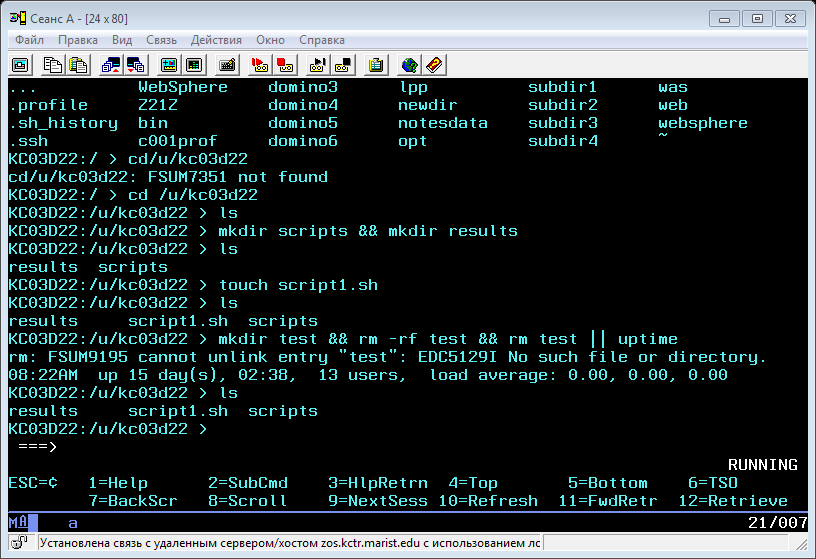 Сеанс A - [24 x 80]
Файл Правка Вид Связь Действия Окно Справка
... WebSphere domino3 lpp subdir1 was
.profile Z21Z domino4 newdir subdir2 web
.sh_history bin domino5 notesdata subdir3 websphere
.ssh c001prof domino6 opt subdir4 ~
KC03D22:/ > cd/u/kc03d22
cd/u/kc03d22: FSUM7351 not found
KC03D22:/ > cd /u/kc03d22
KC03D22:/u/kc03d22 > ls
KC03D22:/u/kc03d22 > mkdir scripts && mkdir results
KC03D22:/u/kc03d22 > ls
results scripts
KC03D22:/u/kc03d22 > touch script1.sh
KC03D22:/u/kc03d22 > ls
results script1.sh scripts
KC03D22:/u/kc03d22 > mkdir test && rm -rf test && rm test || uptime
rm: FSUM9195 cannot unlink entry "test": EDC5129I No such file or directory.
08:22AM up 15 day(s), 02:38, 13 users, load average: 0.00, 0.00, 0.00
KC03D22:/u/kc03d22 > ls
results script1.sh scripts
KC03D22:/u/kc03d22 >
===>
RUNNING
ESC=¢ 1=Help 2=SubCmd 3=HlpRetrn 4=Top 5=Bottom 6=TSO
7=BackScr 8=Scroll 9=NextSess 10=Refresh 11=FwdRetr 12=Retrieve
MA a 21/007
Установлена связь с удаленным сервером/хостом zos.kctr.marist.edu с использованием лс